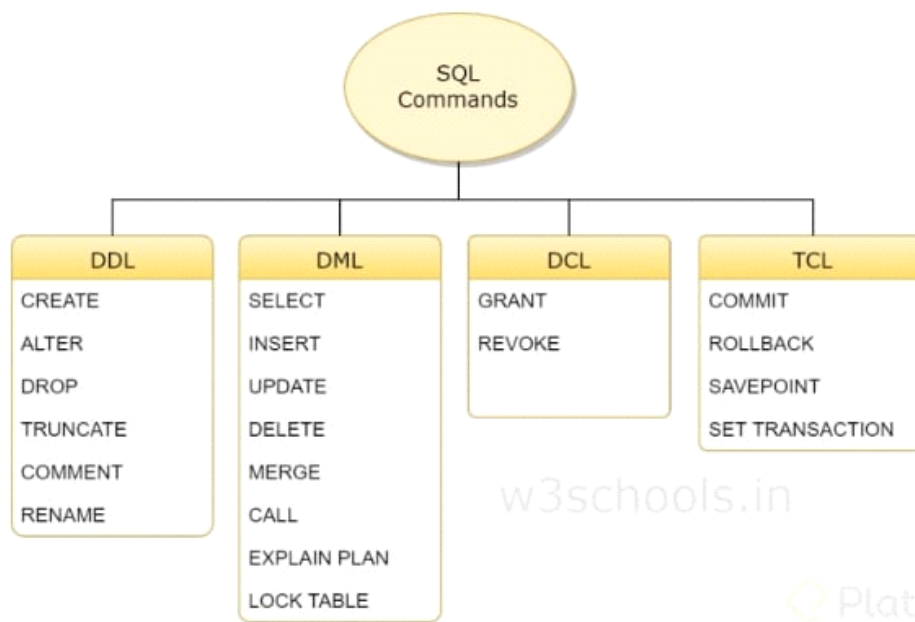 SQL
Commands
DDL
CREATE
ALTER
DROP
TRUNCATE
COMMENT
RENAME
DML
SELECT
INSERT
UPDATE
DELETE
MERGE
CALL
EXPLAIN PLAN
LOCK TABLE
DCL
GRANT
REVOKE
TCL
COMMIT
ROLLBACK
SAVEPOINT
SET TRANSACTION
w3schools.in
Plat